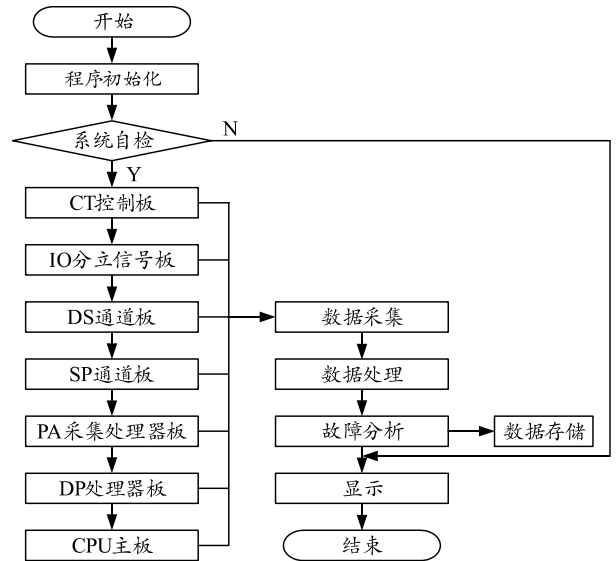 开始
程序初始化
系统自检
N
Y
CT控制板
IO分立信号板
DS通道板
SP通道板
PA采集处理器板
DP处理器板
CPU主板
数据采集
数据处理
故障分析
数据存储
显示
结束